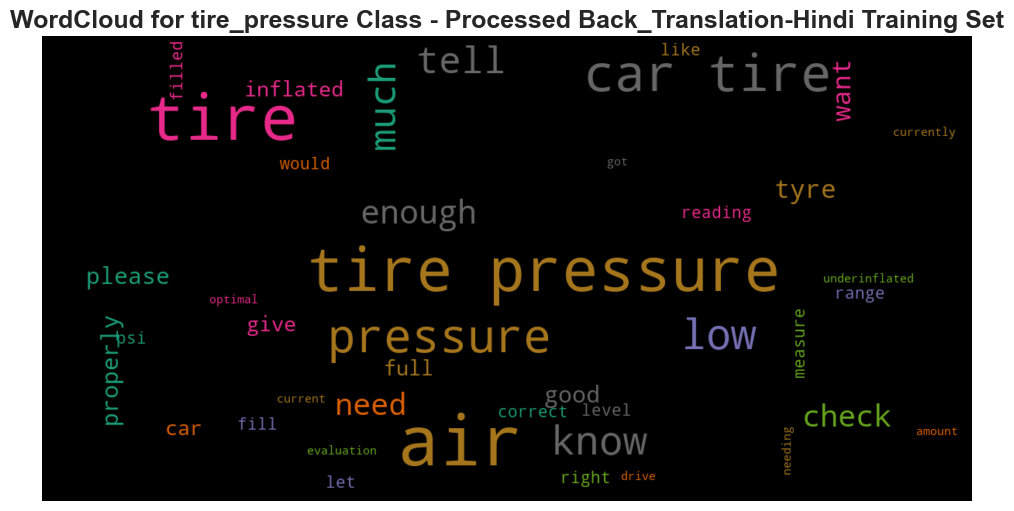 WordCloud for tire_pressure Class - Processed Back_Translation-Hindi Training Set
filled
tell
like
car tire
want
inflated
tire
much
currently
would
got
tyre
enough
reading
tire pressure
please
underinflated
range
optimal
give
psi
properly
pressure
low
measure
full
current
need
good
correct
level
check
car
fill
air
know
needing
amount
evaluation
let
right
drive